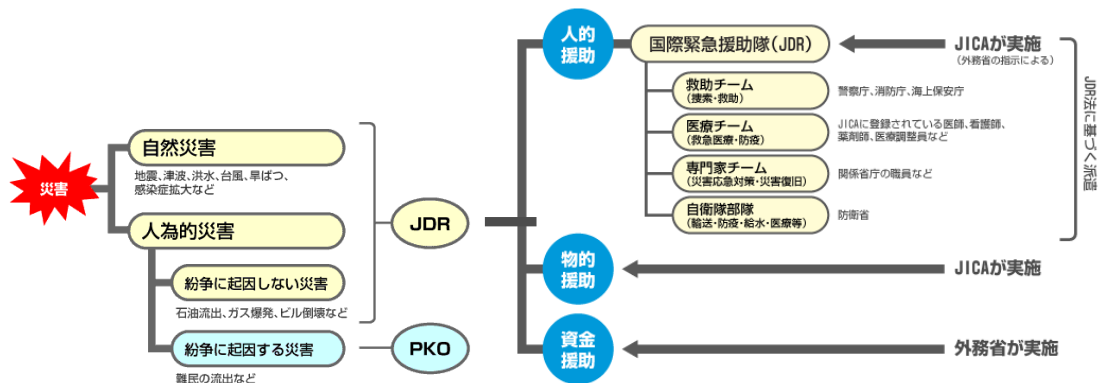 災害
自然災害
地震、津波、洪水、台風、旱ばつ、
感染症拡大など
人為的災害
紛争に起因しない災害
石油流出、ガス爆発、ビル倒壊など
紛争に起因する災害
難民の流出など
JDR
PKO
人的
援助
国際緊急援助隊(JDR)
JICAが実施
(外務省の指示による)
救助チーム
(捜索・救助)
警察庁、消防庁、海上保安庁
医療チーム
(救急医療・防疫)
JICAに登録されている医師、看護師、
薬剤師、医療調整員など
専門家チーム
(災害応急対策・災害復旧)
関係省庁の職員など
自衛隊部隊
(輸送・防疫・給水・医療等)
防衛省
JDR法に基づく派遣
物的
援助
JICAが実施
資金
援助
外務省が実施